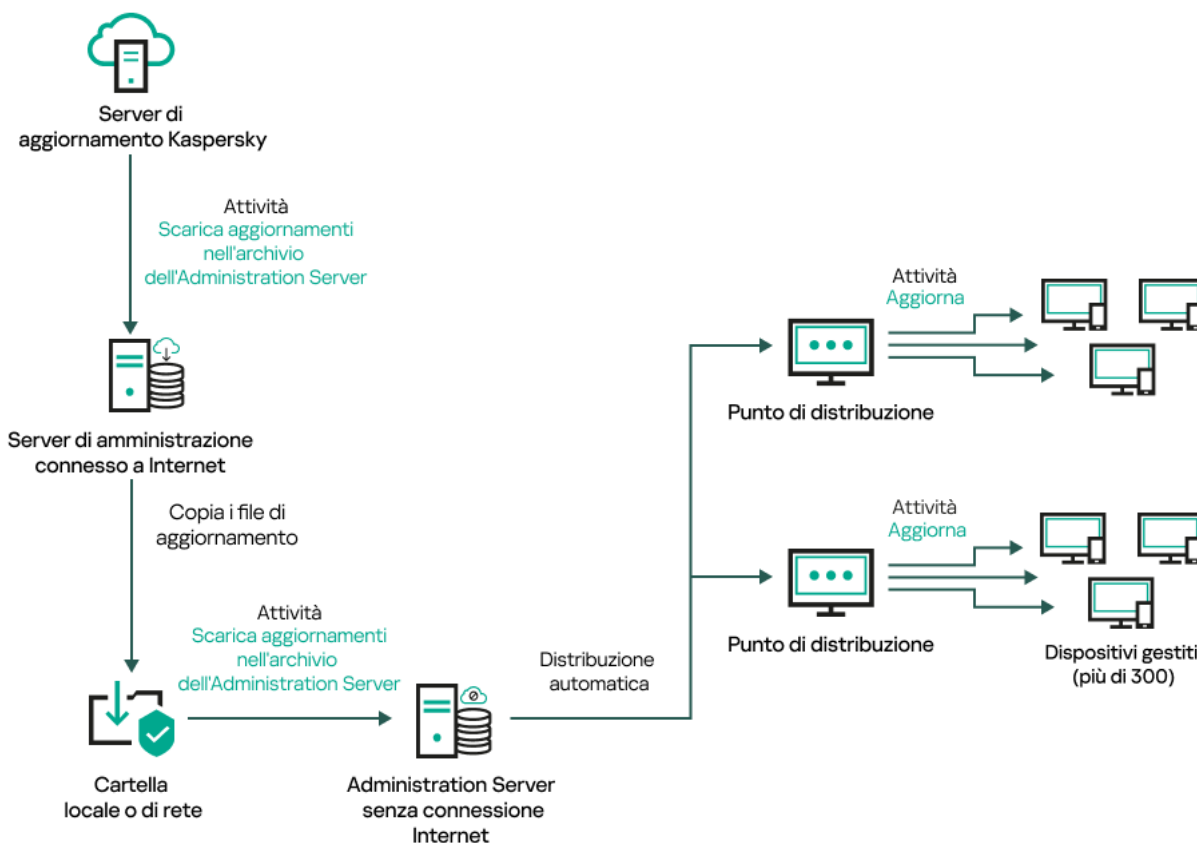 Server di
aggiornamento Kaspersky
Attività
Scarica aggiornamenti
nell'archivio
dell'Administration Server
Server di amministrazione
connesso a Internet
Copia i file di
aggiornamento
Attività
Scarica aggiornamenti
nell'archivio
dell'Administration Server
Cartella
locale o di rete
Administration Server
senza connessione
Internet
Distribuzione
automatica
Attività
Aggiorna
Punto di distribuzione
Attività
Aggiorna
Punto di distribuzione
Dispositivi gestiti
(più di 300)